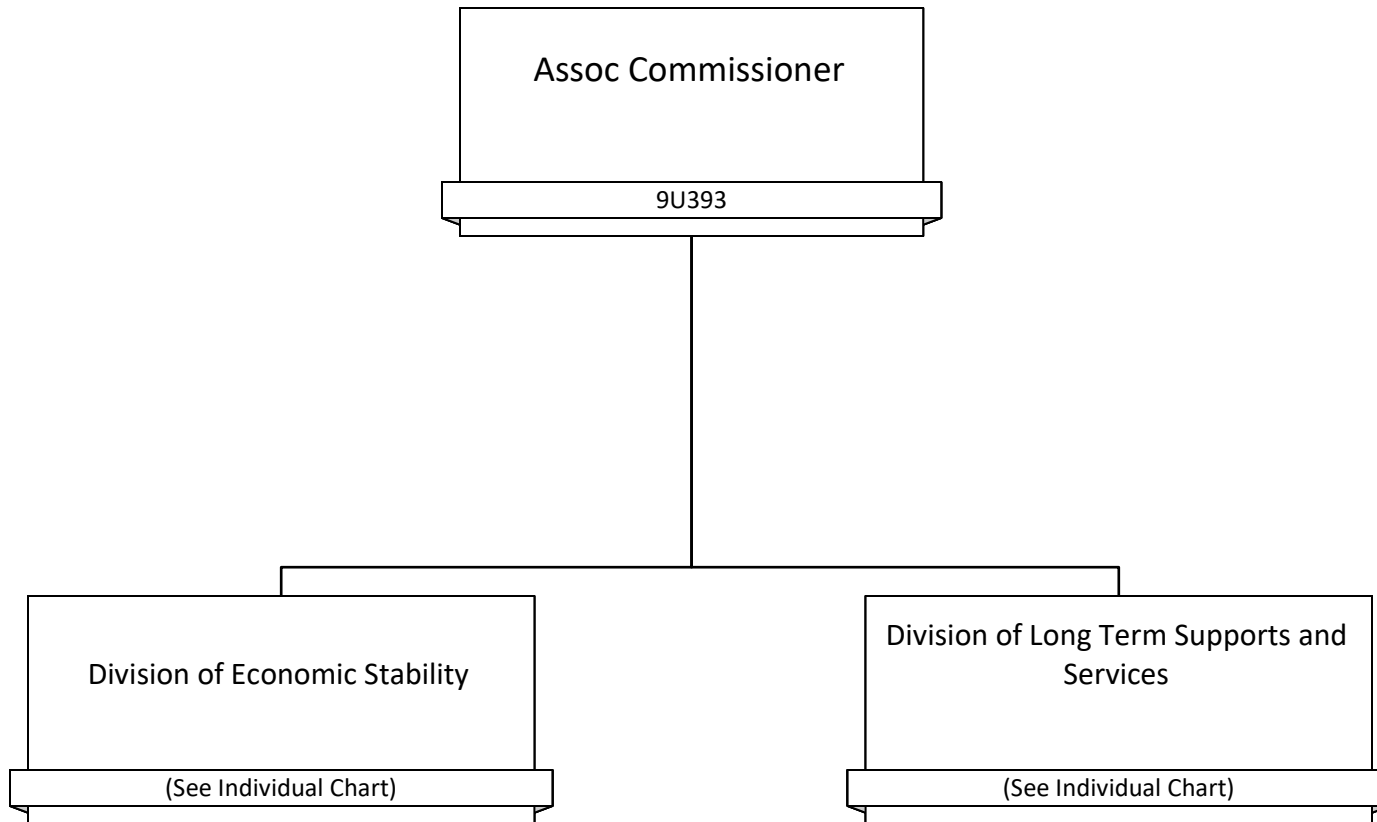 Assoc Commissioner
9U393
Division of Economic Stability
(See Individual Chart)
Division of Long Term Supports and
Services
(See Individual Chart)